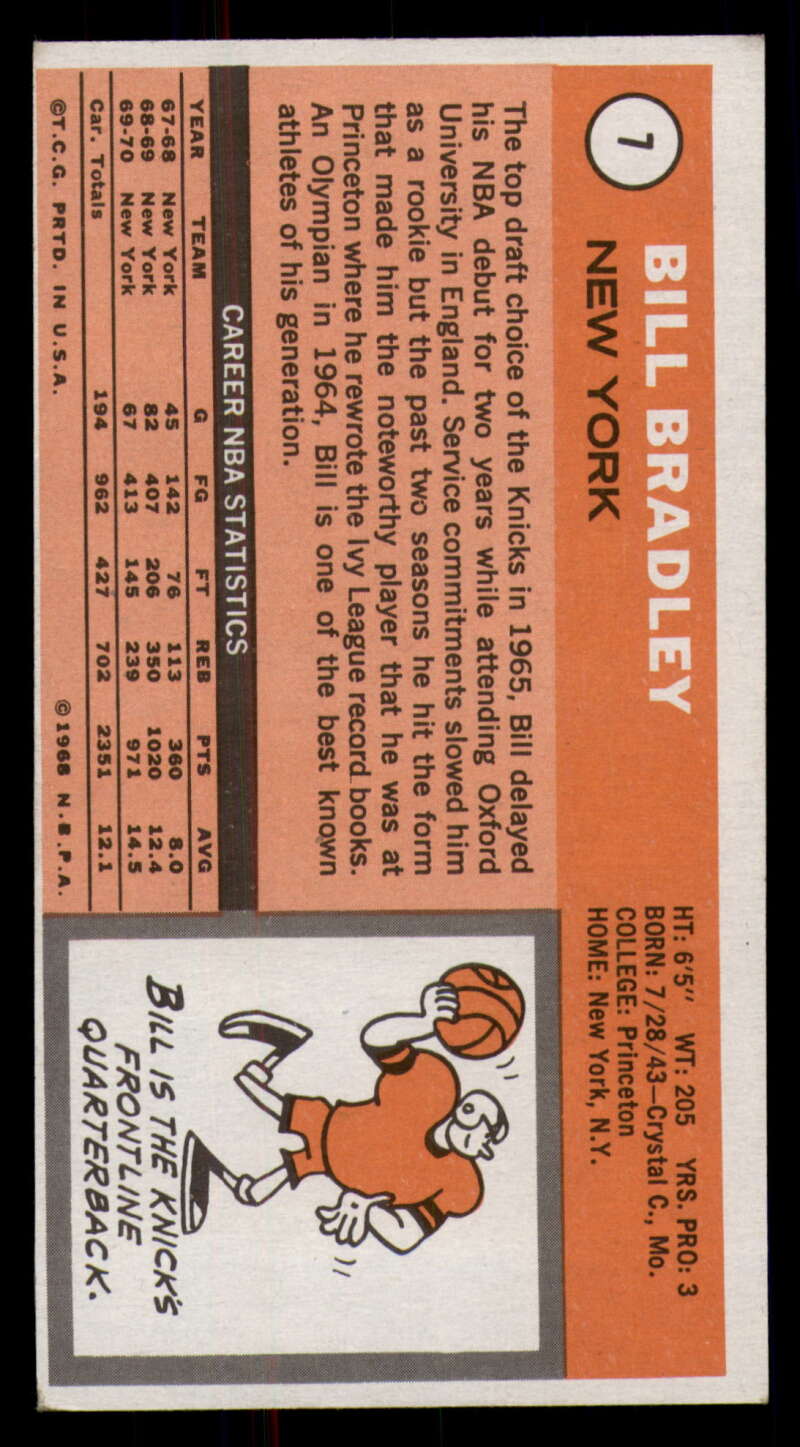 7
BILL BRADLEY
NEW YORK
HT: 6'5" WT: 205 YRS. PRO: 3
BORN: 7/28/43—Crystal C., Mo.
COLLEGE: Princeton
HOME: New York, N.Y.
The top draft choice of the Knicks in 1965, Bill delayed
his NBA debut for two years while attending Oxford
University in England. Service commitments slowed him
as a rookie but the past two seasons he hit the form
that made him the noteworthy player that he was at
Princeton where he rewrote the Ivy League record books.
An Olympian in 1964, Bill is one of the best known
athletes of his generation.
CAREER NBA STATISTICS
YEAR TEAM G FG FT REB PTS AVG
67-68 New York 45 142 76 113 360 8.0
68-69 New York 82 407 206 350 1020 12.4
69-70 New York 67 413 145 239 971 14.5
Car. Totals 194 962 427 702 2351 12.1
©T.C.G. PRTD. IN U.S.A. ©1968 N.B.P.A.
BILL IS THE KNICK'S
FRONTLINE
QUARTERBACK.